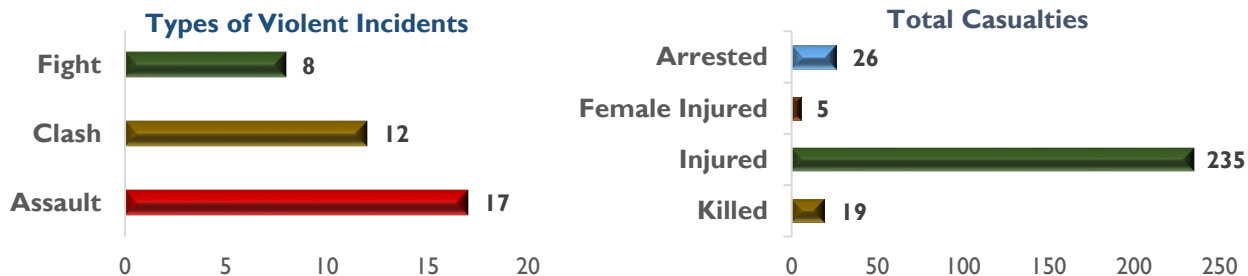 Types of Violent Incidents
Fight
8
Clash
12
Assault
17
0 5 10 15 20
Total Casualties
Arrested
26
Female Injured
5
Injured
235
Killed
19
0 50 100 150 200 250